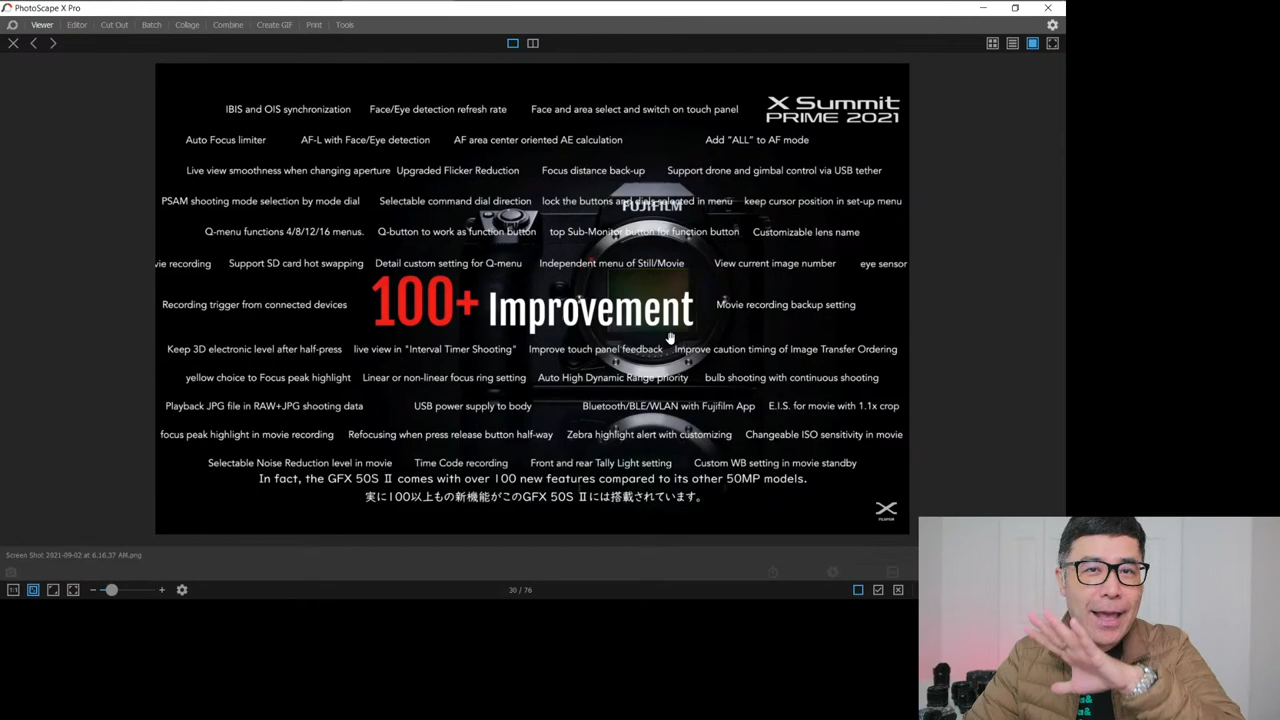 PhotoScape X Pro
Viewer Editor Cut Out Batch Collage Combine Create GIF Print Tools
X Summit
PRIME 2021
IBIS and OIS synchronization Face/Eye detection refresh rate Face and area select and switch on touch panel
Auto Focus limiter AF-L with Face/Eye detection AF area center oriented AE calculation Add "ALL" to AF mode
Live view smoothness when changing aperture Upgraded Flicker Reduction Focus distance back-up Support drone and gimbal control via USB tether
PSAM shooting mode selection by mode dial Selectable command dial direction lock the buttons and dials selected in menu keep cursor position in set-up menu
FUJIFILM
Q-menu functions 4/8/12/16 menus. Q-button to work as function button top Sub-Monitor button for function button Customizable lens name
vie recording Support SD card hot swapping Detail custom setting for Q-menu Independent menu of Still/Movie View current image number eye sensor
Recording trigger from connected devices 100+ Improvement Movie recording backup setting
Keep 3D electronic level after half-press live view in "Interval Timer Shooting" Improve touch panel feedback Improve caution timing of Image Transfer Ordering
yellow choice to Focus peak highlight Linear or non-linear focus ring setting Auto High Dynamic Range priority bulb shooting with continuous shooting
Playback JPG file in RAW+JPG shooting data USB power supply to body Bluetooth/BLE/WLAN with Fujifilm App E.I.S. for movie with 1.1x crop
focus peak highlight in movie recording Refocusing when press release button half-way Zebra highlight alert with customizing Changeable ISO sensitivity in movie
Selectable Noise Reduction level in movie Time Code recording Front and rear Tally Light setting Custom WB setting in movie standby
In fact, the GFX 50S II comes with over 100 new features compared to its other 50MP models.
実に100以上もの新機能がこのGFX 50S IIには搭載されています。
X
FUJIFILM
Screen Shot 2021-09-02 at 6.16.37 AM.png
1:1 30 / 76